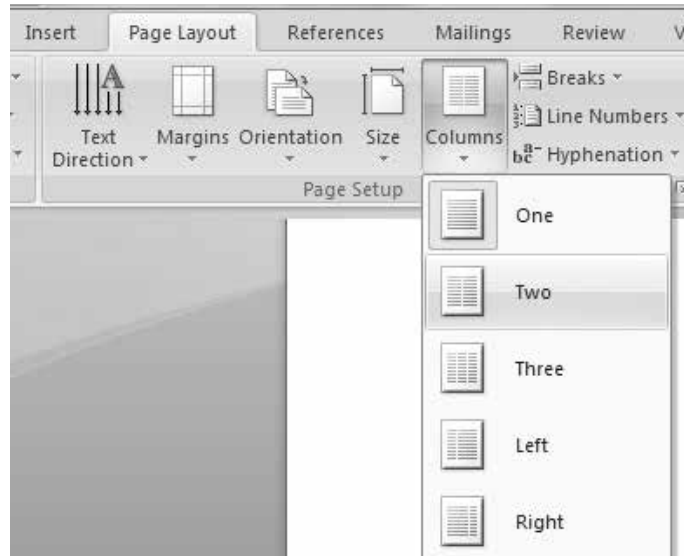 Insert Page Layout References Mailings Review
Text Direction Margins Orientation Size Columns
Breaks
Line Numbers
Hyphenation
Page Setup
One
Two
Three
Left
Right